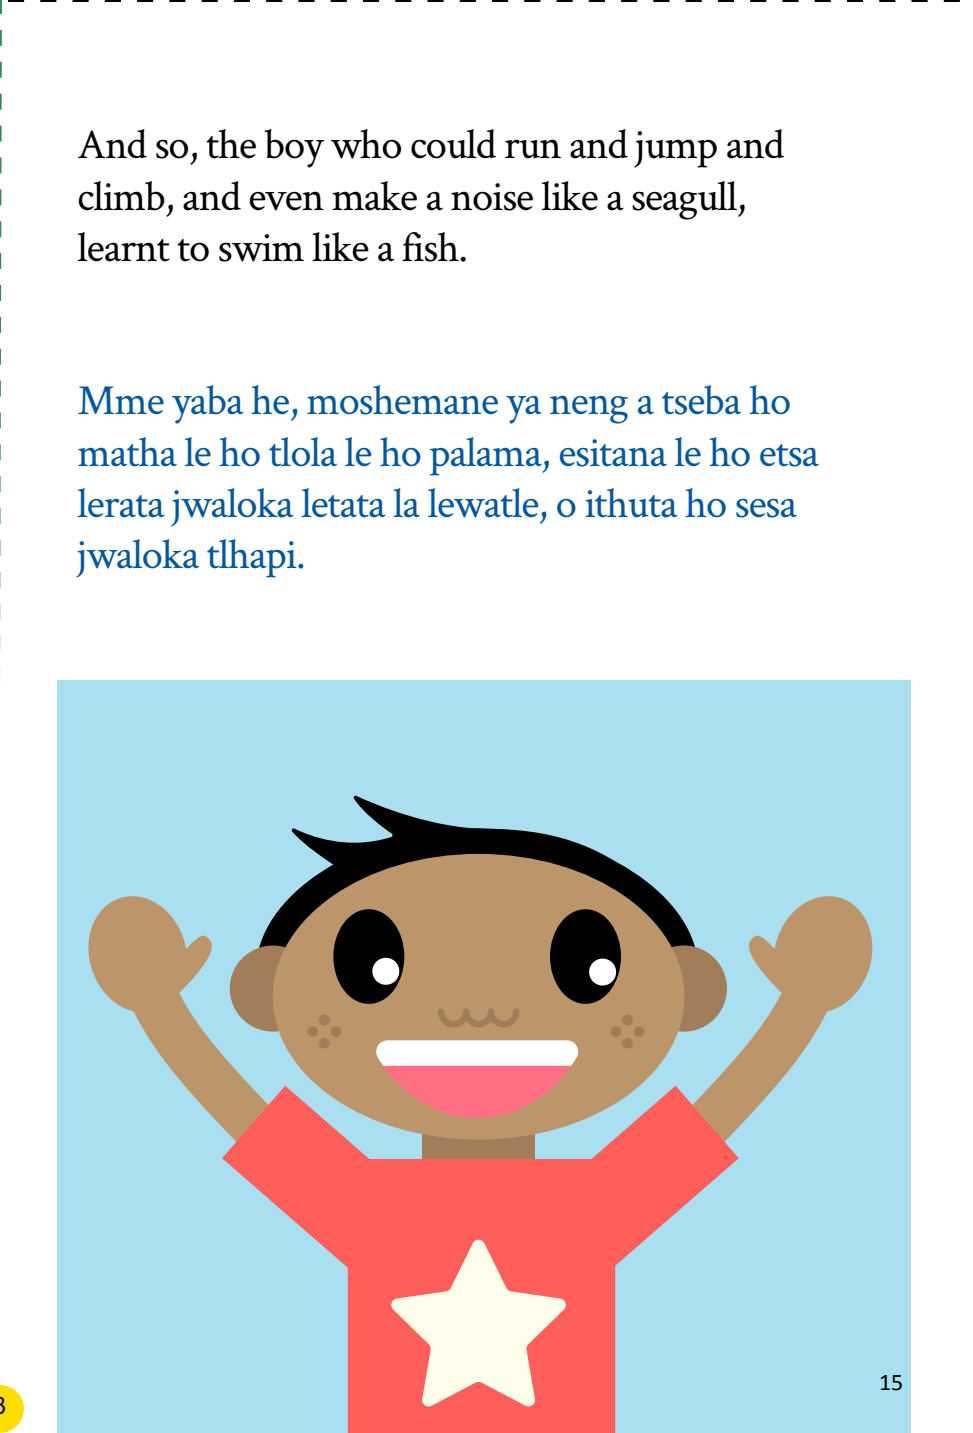 And so, the boy who could run and jump and
climb, and even make a noise like a seagull,
learnt to swim like a fish.
Mme yaba he, moshemane ya neng a tseba ho
matha le ho tlola le ho palama, esitana le ho etsa
lerata jwaloka letata la lewatle, o ithuta ho sesa
jwaloka tlhapi.
15